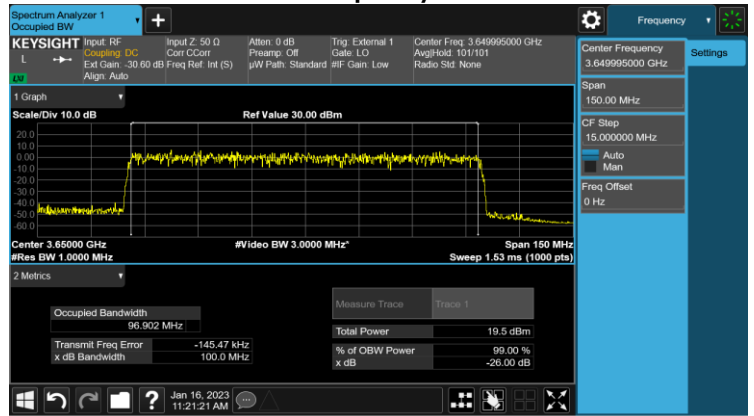 Spectrum Analyzer 1
Occupied BW
Frequency
KEYSIGHT
L
LXI
Input: RF
Coupling: DC
Ext Gain: -30.60 dB
Align: Auto
Input Z: 50 Ω
Corr CCorr
Freq Ref: Int (S)
Atten: 0 dB
Preamp: Off
µW Path: Standard
Trig: External 1
Gate: LO
#IF Gain: Low
Center Freq: 3.649995000 GHz
Avg|Hold: 101/101
Radio Std: None
Center Frequency
3.649995000 GHz
Settings
Span
150.00 MHz
CF Step
15.000000 MHz
Auto
Man
Freq Offset
0 Hz
1 Graph
Scale/Div 10.0 dB
Ref Value 30.00 dBm
20.0
10.0
0.00
-10.0
-20.0
-30.0
-40.0
-50.0
-60.0
Center 3.65000 GHz
#Video BW 3.0000 MHz*
Span 150 MHz
#Res BW 1.0000 MHz
Sweep 1.53 ms (1000 pts)
2 Metrics
Occupied Bandwidth
96.902 MHz
Transmit Freq Error -145.47 kHz
x dB Bandwidth 100.0 MHz
Measure Trace Trace 1
Total Power 19.5 dBm
% of OBW Power 99.00 %
x dB -26.00 dB
?
Jan 16, 2023
11:21:21 AM